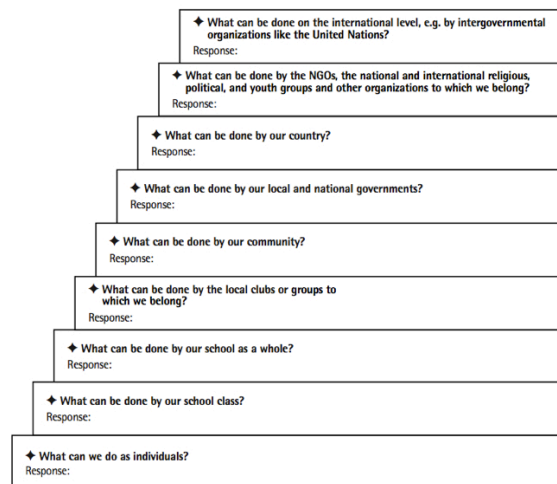 ✦ What can be done on the international level, e.g. by intergovernmental
organizations like the United Nations?
Response:
✦ What can be done by the NGOs, the national and international religious,
political, and youth groups and other organizations to which we belong?
Response:
✦ What can be done by our country?
Response:
✦ What can be done by our local and national governments?
Response:
✦ What can be done by our community?
Response:
✦ What can be done by the local clubs or groups to
which we belong?
Response:
✦ What can be done by our school as a whole?
Response:
✦ What can be done by our school class?
Response:
✦ What can we do as individuals?
Response: